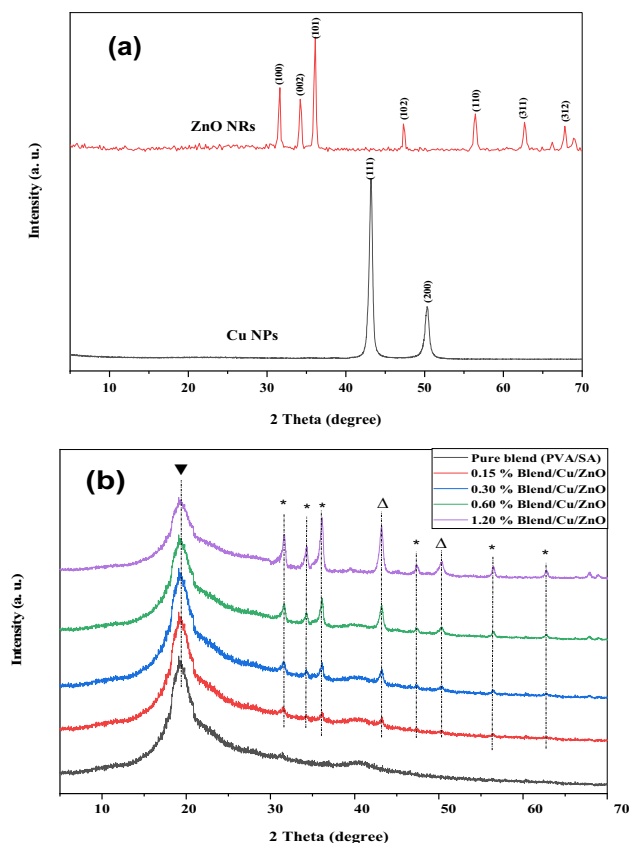 (a)
(100)
(002)
(101)
(102)
(110)
(311)
(312)
ZnO NRs
(111)
(200)
Cu NPs
Intensity (a. u.)
10 20 30 40 50 60 70
2 Theta (degree)
(b)
Pure blend (PVA/SA)
0.15 % Blend/Cu/ZnO
0.30 % Blend/Cu/ZnO
0.60 % Blend/Cu/ZnO
1.20 % Blend/Cu/ZnO
▼ * * * Δ * Δ * *
Intensity (a. u.)
10 20 30 40 50 60 70
2 Theta (degree)